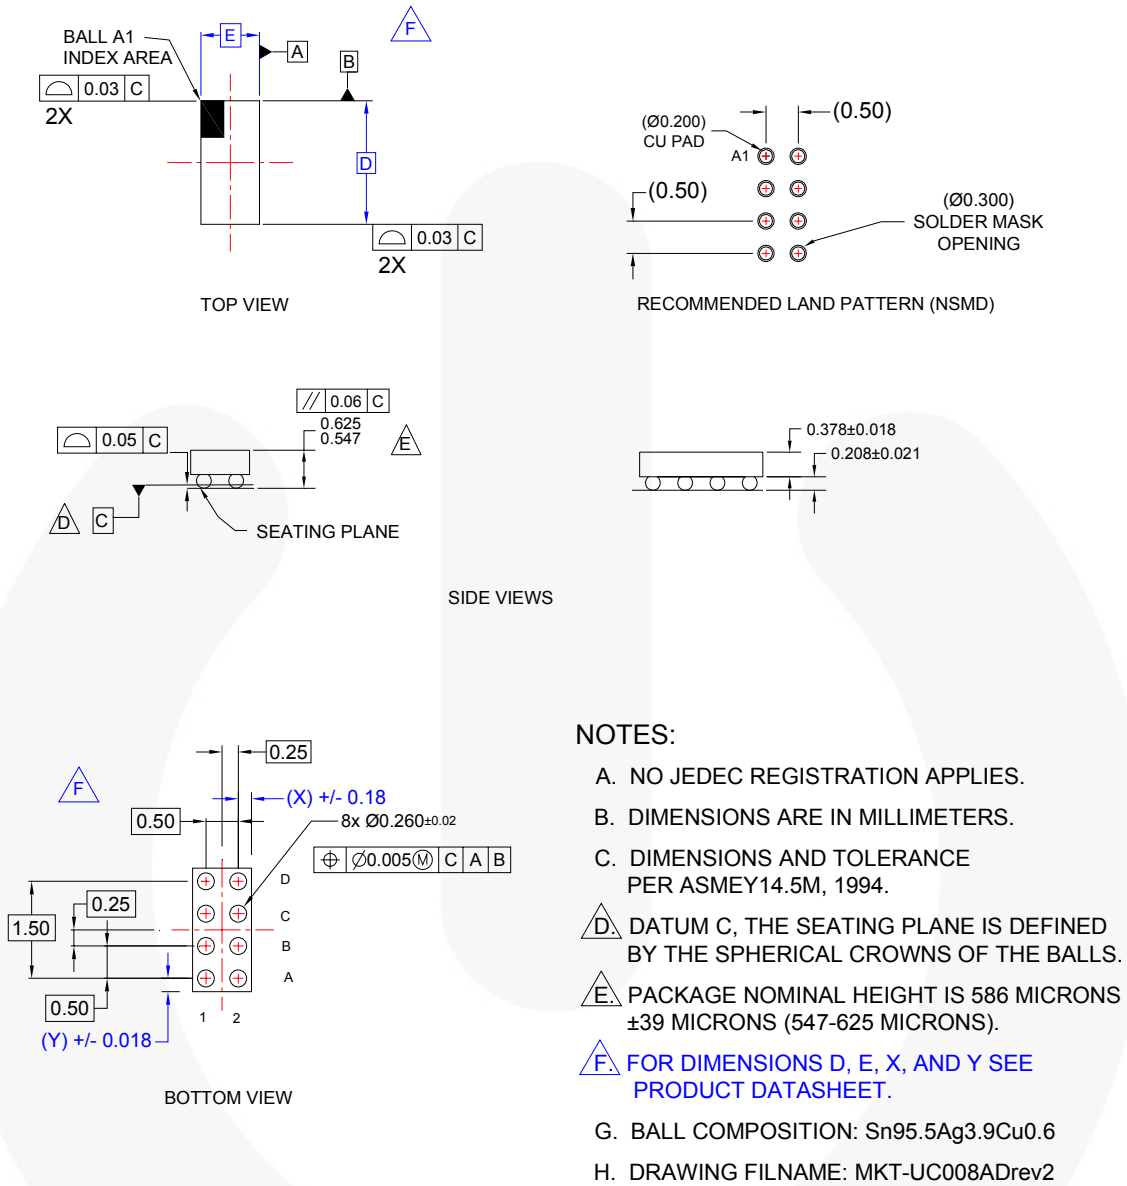 BALL A1
INDEX AREA
E
F
A
B
0.03 C
2X
D
0.03 C
2X
TOP VIEW
(0.50)
(Ø0.200)
CU PAD
A1
(0.50)
(Ø0.300)
SOLDER MASK
OPENING
RECOMMENDED LAND PATTERN (NSMD)
// 0.06 C
0.625
0.547
E
0.05 C
D
C
SEATING PLANE
0.378±0.018
0.208±0.021
SIDE VIEWS
F
0.25
(X) +/- 0.18
0.50
8x Ø0.260±0.02
⌖ Ø0.005Ⓜ C A B
D
C
B
A
0.25
1.50
0.50
1 2
(Y) +/- 0.018
BOTTOM VIEW
NOTES:
A. NO JEDEC REGISTRATION APPLIES.
B. DIMENSIONS ARE IN MILLIMETERS.
C. DIMENSIONS AND TOLERANCE
PER ASMEY14.5M, 1994.
D. DATUM C, THE SEATING PLANE IS DEFINED
BY THE SPHERICAL CROWNS OF THE BALLS.
E. PACKAGE NOMINAL HEIGHT IS 586 MICRONS
±39 MICRONS (547-625 MICRONS).
F. FOR DIMENSIONS D, E, X, AND Y SEE
PRODUCT DATASHEET.
G. BALL COMPOSITION: Sn95.5Ag3.9Cu0.6
H. DRAWING FILNAME: MKT-UC008ADrev2